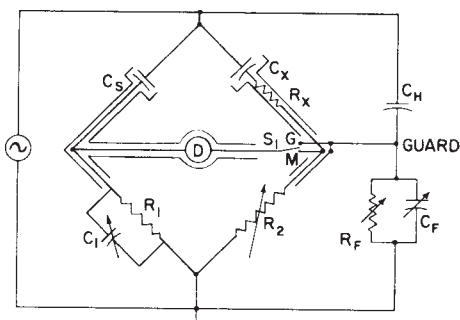 C_S
C_X
R_X
C_H
D
S_1 G
M
GUARD
R_1
C_1
R_2
R_F
C_F